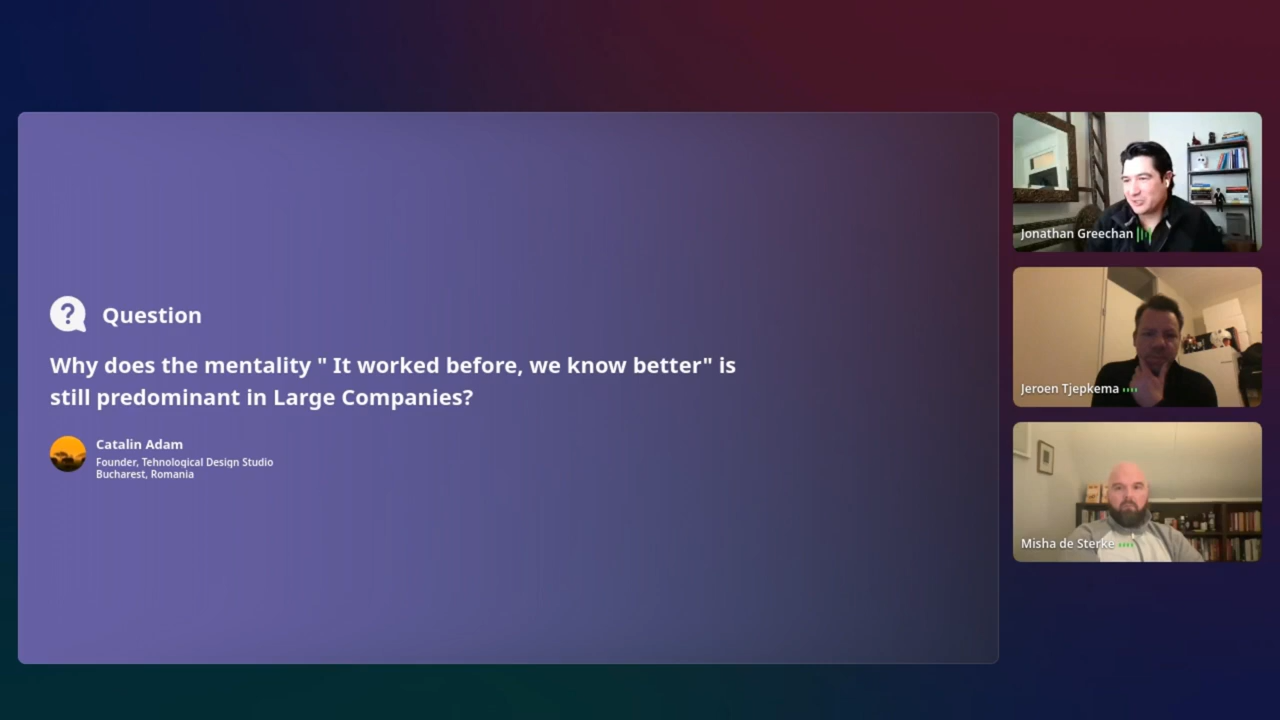 Question
Why does the mentality " It worked before, we know better" is
still predominant in Large Companies?
Catalin Adam
Founder, Tehnological Design Studio
Bucharest, Romania
Jonathan Greechan
Jeroen Tjepkema
Misha de Sterke